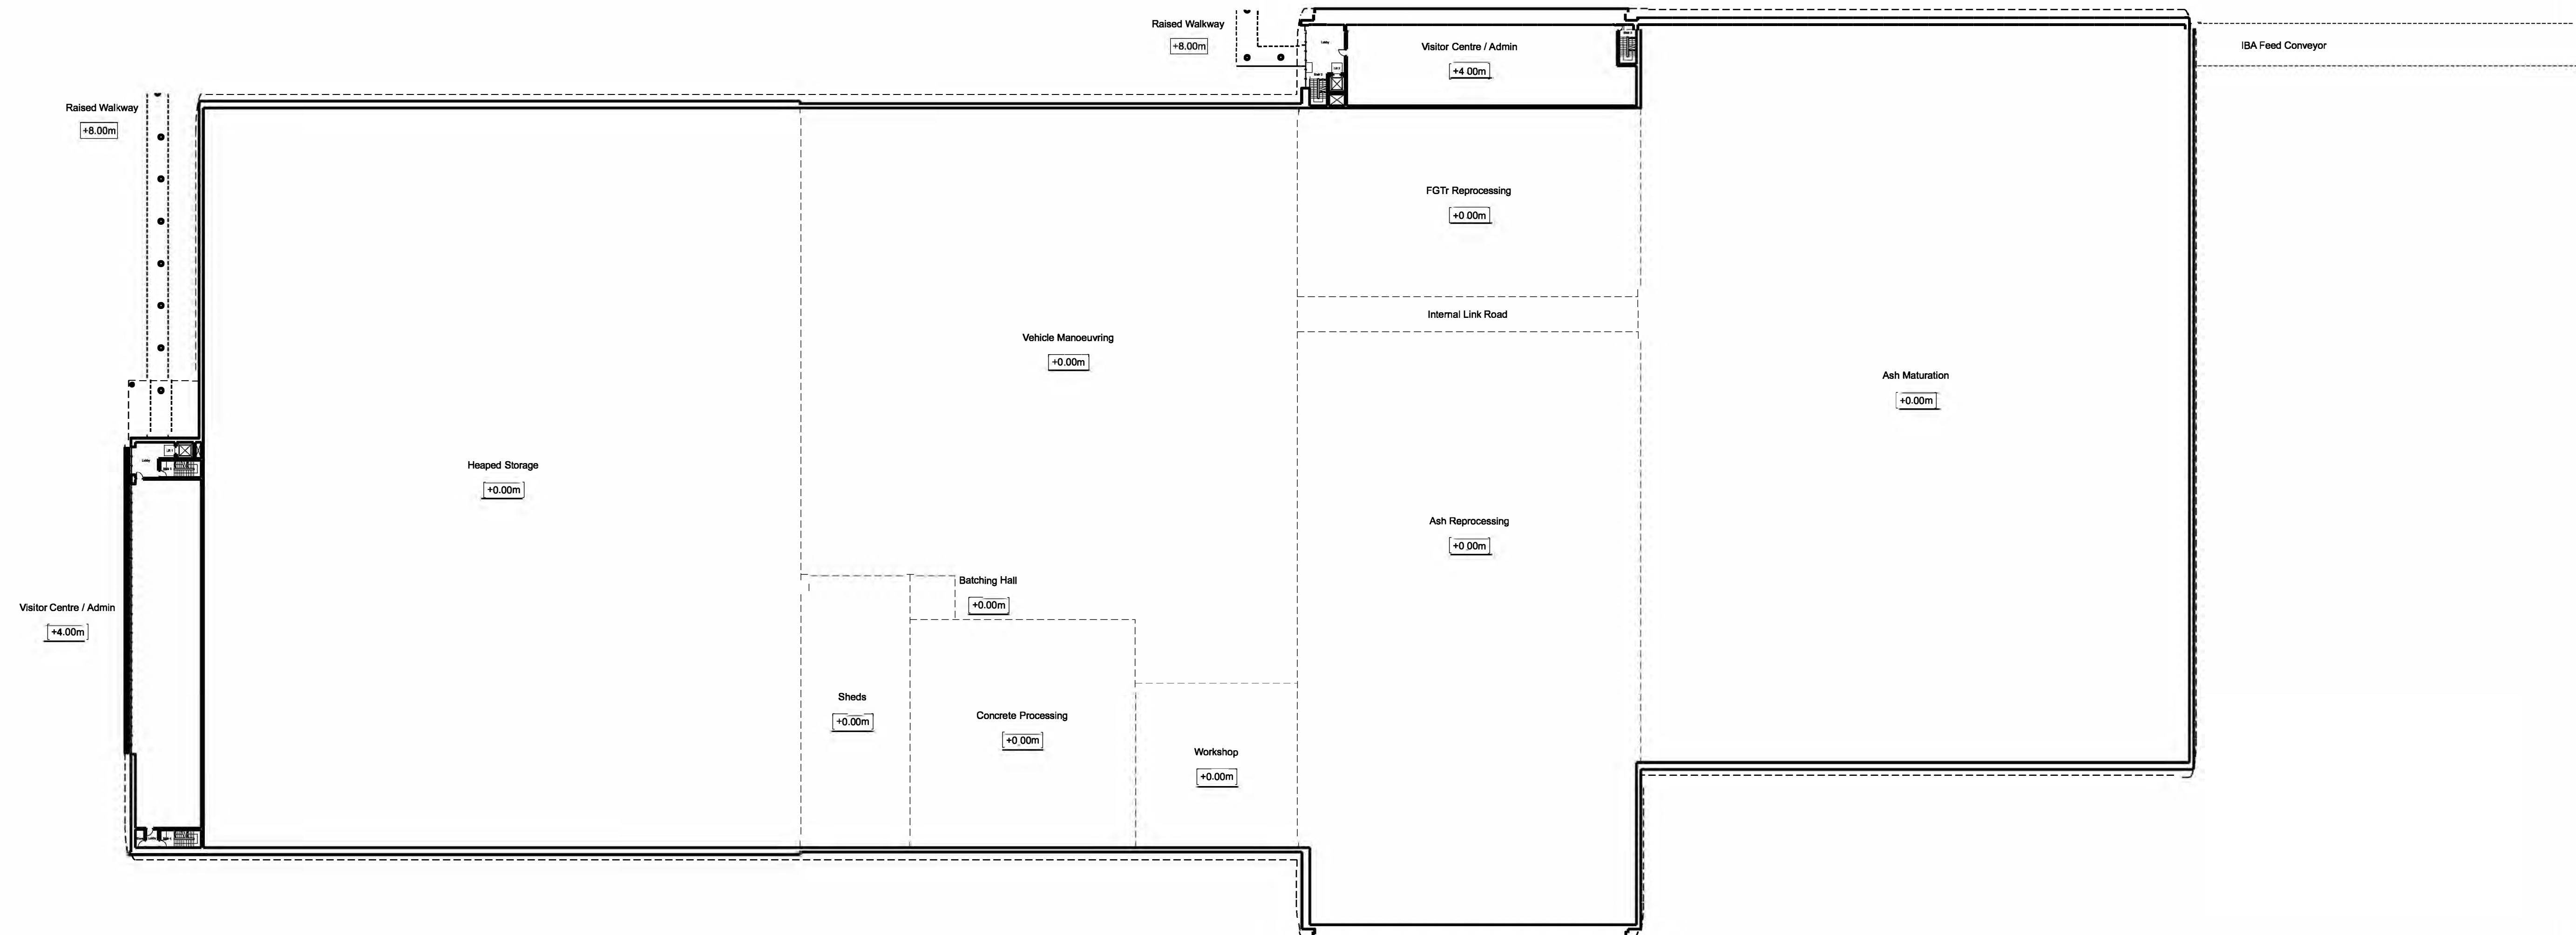 Raised Walkway
+8.00m
Visitor Centre / Admin
+4.00m
IBA Feed Conveyor
Raised Walkway
+8.00m
Lobby
FGTr Reprocessing
+0.00m
Internal Link Road
Vehicle Manoeuvring
+0.00m
Ash Maturation
+0.00m
Heaped Storage
+0.00m
Lobby
Ash Reprocessing
+0.00m
Batching Hall
+0.00m
Visitor Centre / Admin
+4.00m
Sheds
+0.00m
Concrete Processing
+0.00m
Workshop
+0.00m